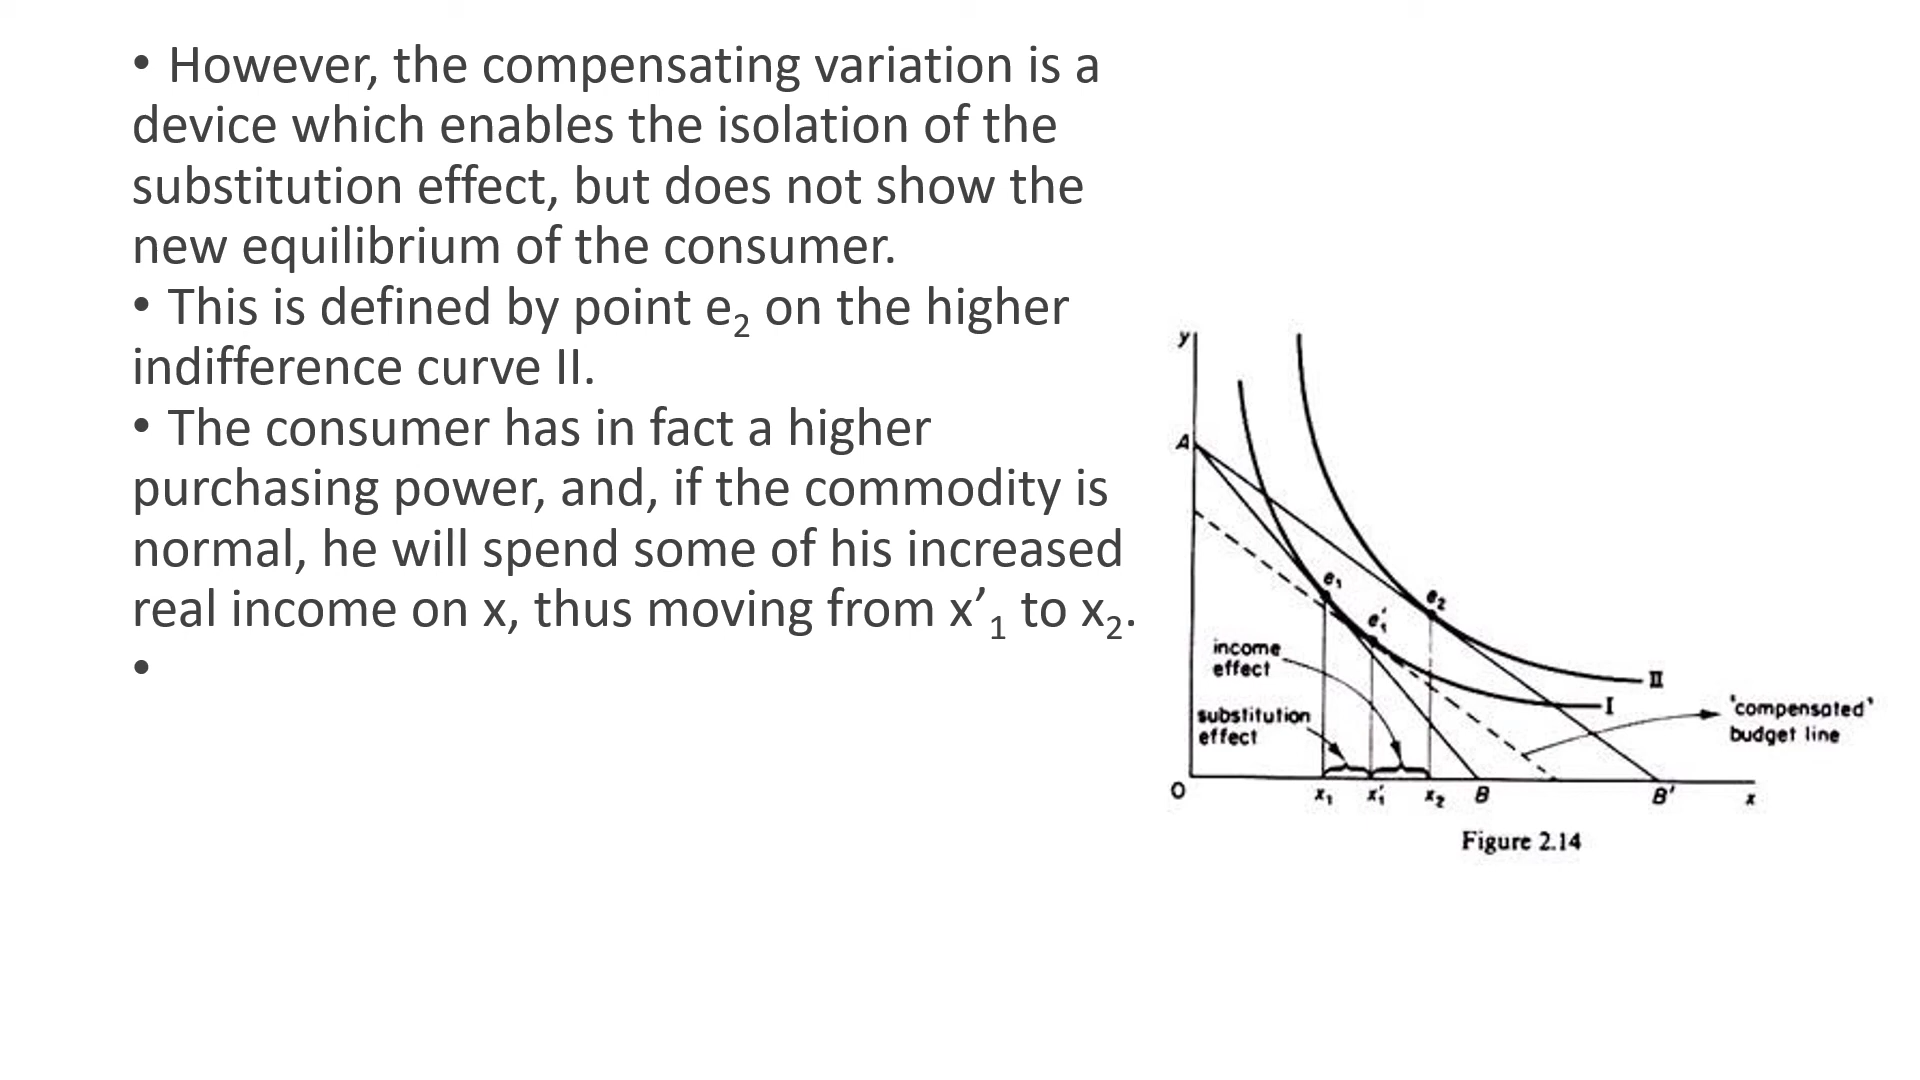 • However, the compensating variation is a
device which enables the isolation of the
substitution effect, but does not show the
new equilibrium of the consumer.
• This is defined by point e₂ on the higher
indifference curve II.
• The consumer has in fact a higher
purchasing power, and, if the commodity is
normal, he will spend some of his increased
real income on x, thus moving from x’₁ to x₂.
•
y
A
e₁
e₂
e'₁
income
effect
II
I
substitution
effect
'compensated'
budget line
O
x₁ x'₁ x₂ B B' x
Figure 2.14